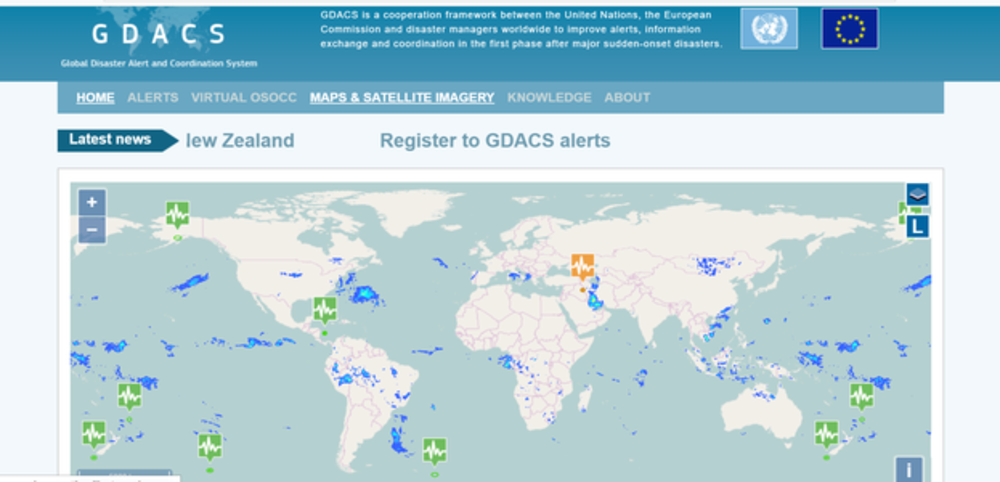 GDACS
Global Disaster Alert and Coordination System
GDACS is a cooperation framework between the United Nations, the European
Commission and disaster managers worldwide to improve alerts, information
exchange and coordination in the first phase after major sudden-onset disasters.
HOME ALERTS VIRTUAL OSOCC MAPS & SATELLITE IMAGERY KNOWLEDGE ABOUT
Latest news lew Zealand Register to GDACS alerts
+
−
L
i